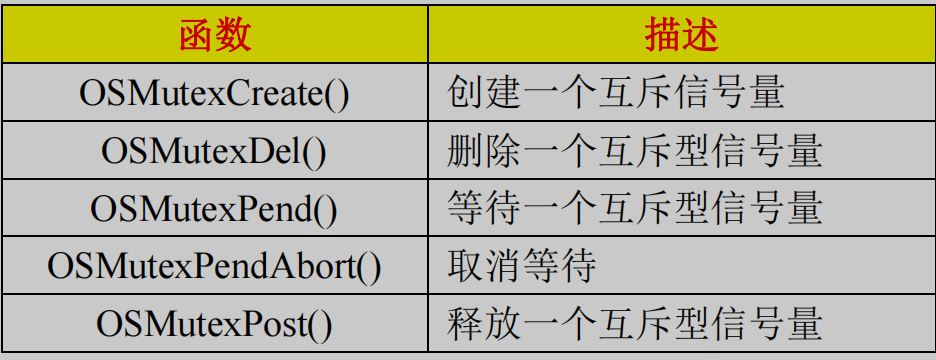 函数 描述
OSMutexCreate() 创建一个互斥信号量
OSMutexDel() 删除一个互斥型信号量
OSMutexPend() 等待一个互斥型信号量
OSMutexPendAbort() 取消等待
OSMutexPost() 释放一个互斥型信号量